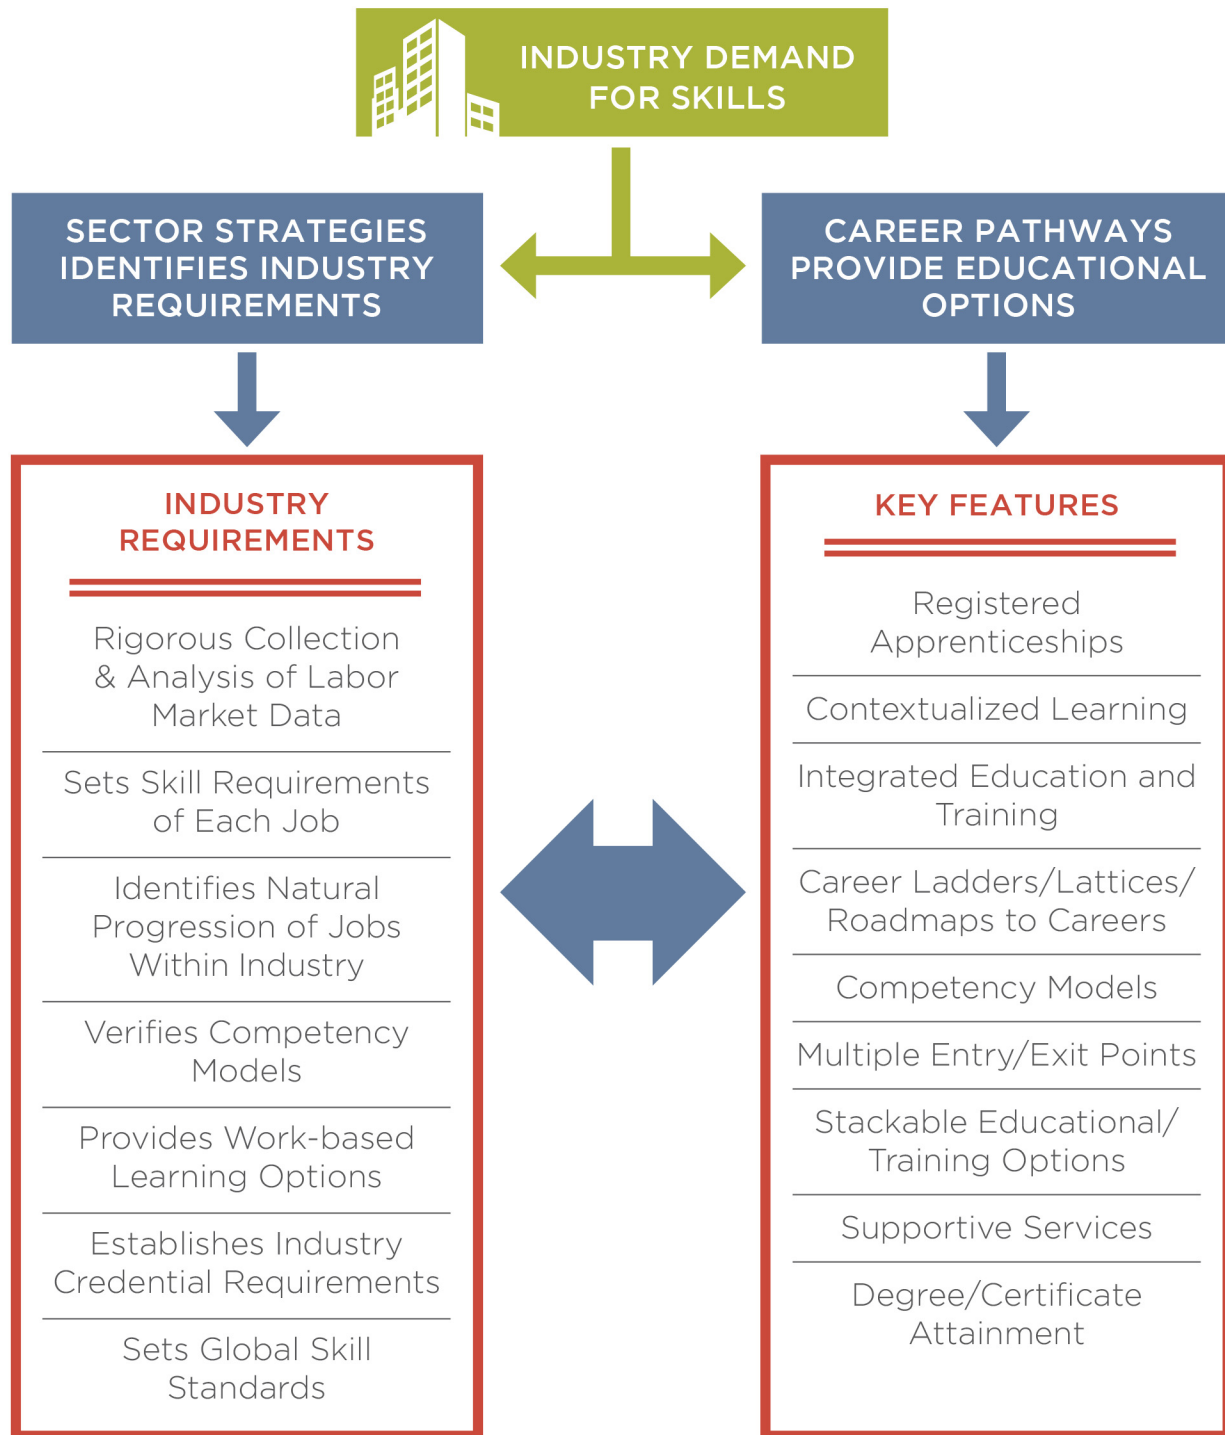 INDUSTRY DEMAND
FOR SKILLS
SECTOR STRATEGIES
IDENTIFIES INDUSTRY
REQUIREMENTS
CAREER PATHWAYS
PROVIDE EDUCATIONAL
OPTIONS
INDUSTRY
REQUIREMENTS
Rigorous Collection
& Analysis of Labor
Market Data
Sets Skill Requirements
of Each Job
Identifies Natural
Progression of Jobs
Within Industry
Verifies Competency
Models
Provides Work-based
Learning Options
Establishes Industry
Credential Requirements
Sets Global Skill
Standards
KEY FEATURES
Registered
Apprenticeships
Contextualized Learning
Integrated Education and
Training
Career Ladders/Lattices/
Roadmaps to Careers
Competency Models
Multiple Entry/Exit Points
Stackable Educational/
Training Options
Supportive Services
Degree/Certificate
Attainment